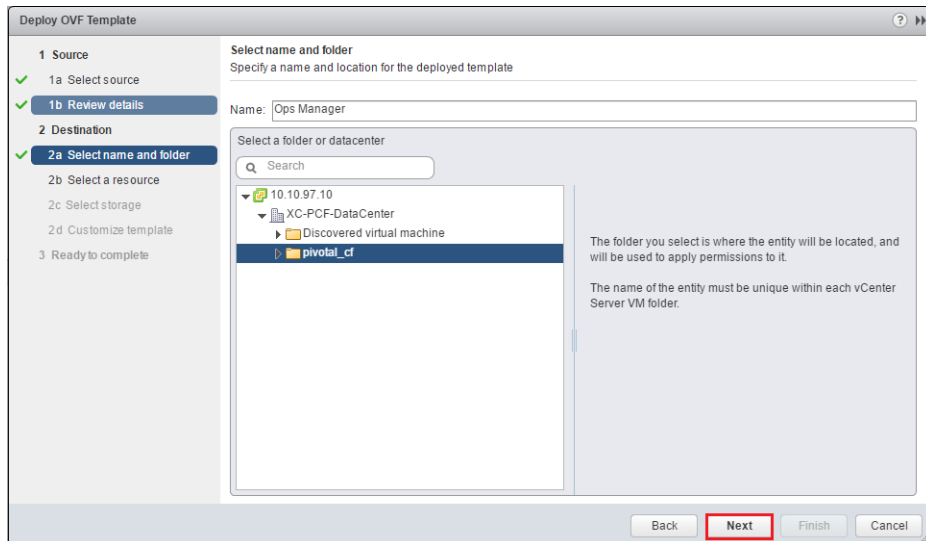 Deploy OVF Template
1 Source
1a Select source
1b Review details
2 Destination
2a Select name and folder
2b Select a resource
2c Select storage
2d Customize template
3 Ready to complete
Select name and folder
Specify a name and location for the deployed template
Name: Ops Manager
Select a folder or datacenter
Search
10.10.97.10
XC-PCF-DataCenter
Discovered virtual machine
pivotal_cf
The folder you select is where the entity will be located, and
will be used to apply permissions to it.
The name of the entity must be unique within each vCenter
Server VM folder.
Back Next Finish Cancel